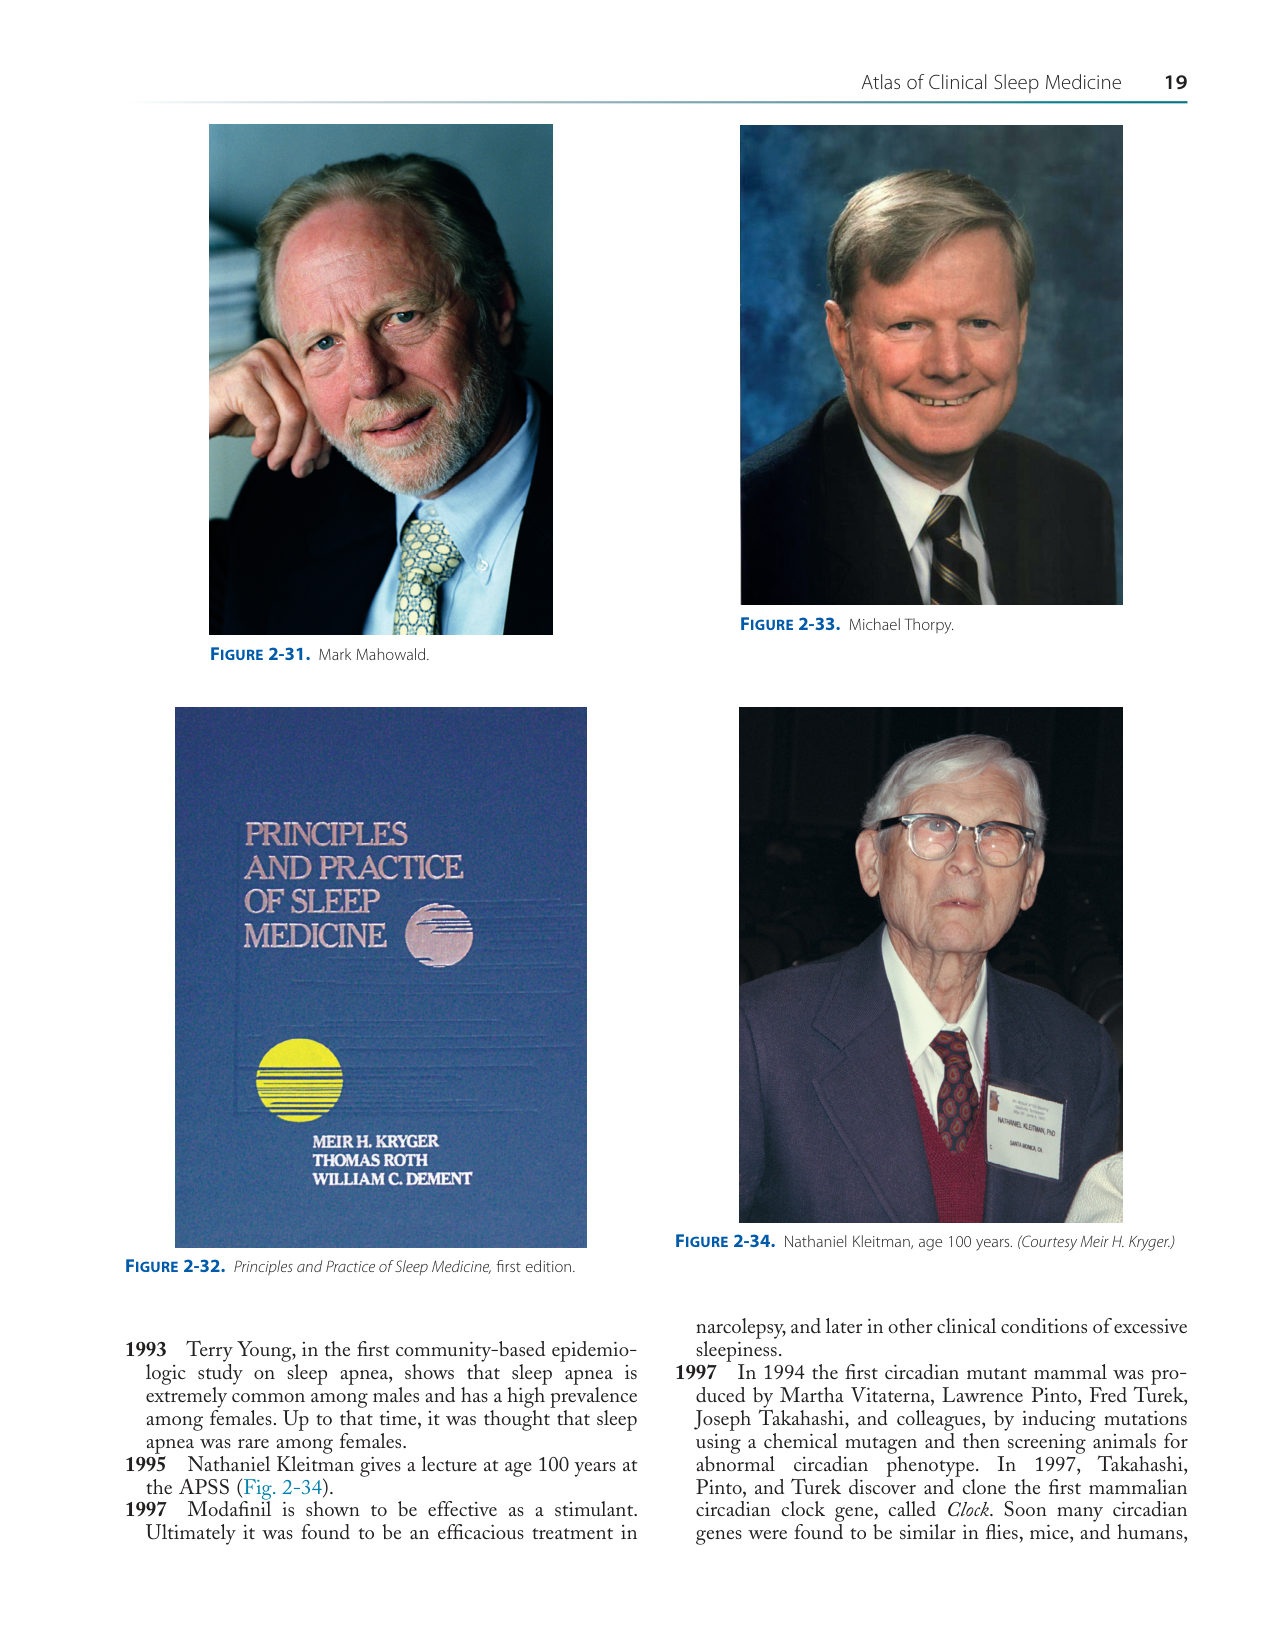 Atlas of Clinical Sleep Medicine 19
FIGURE 2-31. Mark Mahowald.
PRINCIPLES
AND PRACTICE
OF SLEEP
MEDICINE
MEIR H. KRYGER
THOMAS ROTH
WILLIAM C. DEMENT
FIGURE 2-32. Principles and Practice of Sleep Medicine, first edition.
1993 Terry Young, in the first community-based epidemio-
logic study on sleep apnea, shows that sleep apnea is
extremely common among males and has a high prevalence
among females. Up to that time, it was thought that sleep
apnea was rare among females.
1995 Nathaniel Kleitman gives a lecture at age 100 years at
the APSS (Fig. 2-34).
1997 Modafinil is shown to be effective as a stimulant.
Ultimately it was found to be an efficacious treatment in
FIGURE 2-33. Michael Thorpy.
NATHANIEL KLEITMAN, PhD
SANTA MONICA, CA
FIGURE 2-34. Nathaniel Kleitman, age 100 years. (Courtesy Meir H. Kryger.)
narcolepsy, and later in other clinical conditions of excessive
sleepiness.
1997 In 1994 the first circadian mutant mammal was pro-
duced by Martha Vitaterna, Lawrence Pinto, Fred Turek,
Joseph Takahashi, and colleagues, by inducing mutations
using a chemical mutagen and then screening animals for
abnormal circadian phenotype. In 1997, Takahashi,
Pinto, and Turek discover and clone the first mammalian
circadian clock gene, called Clock. Soon many circadian
genes were found to be similar in flies, mice, and humans,